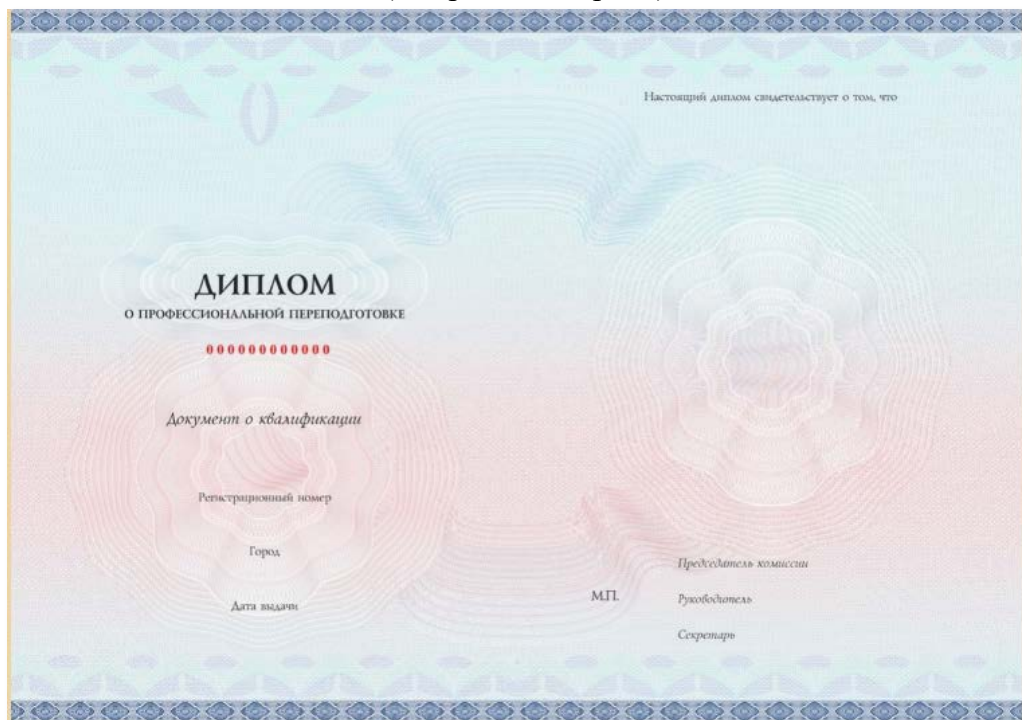 ДИПЛОМ
О ПРОФЕССИОНАЛЬНОЙ ПЕРЕПОДГОТОВКЕ
000000000000
Документ о квалификации
Регистрационный номер
Город
Дата выдачи
Настоящий диплом свидетельствует о том, что
М.П.
Председатель комиссии
Руководитель
Секретарь